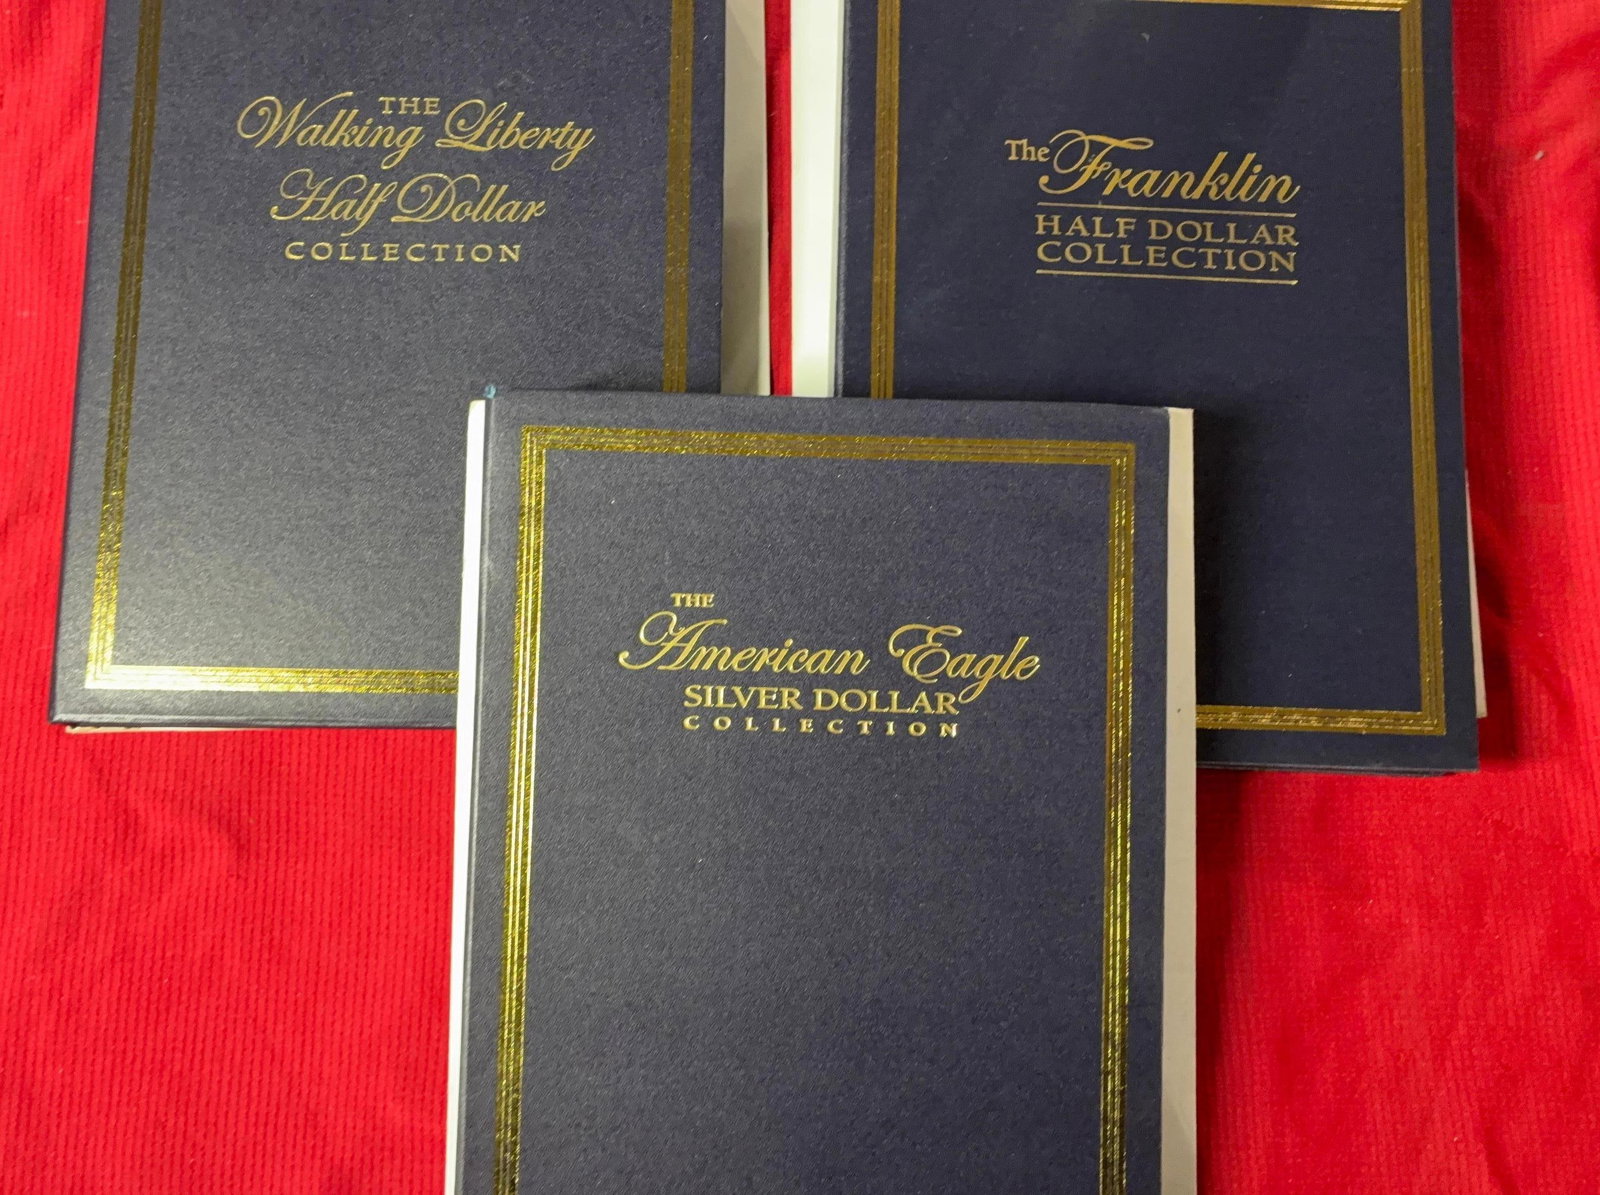 THE
Walking Liberty
Half Dollar
COLLECTION
The Franklin
HALF DOLLAR
COLLECTION
THE
American Eagle
SILVER DOLLAR
COLLECTION